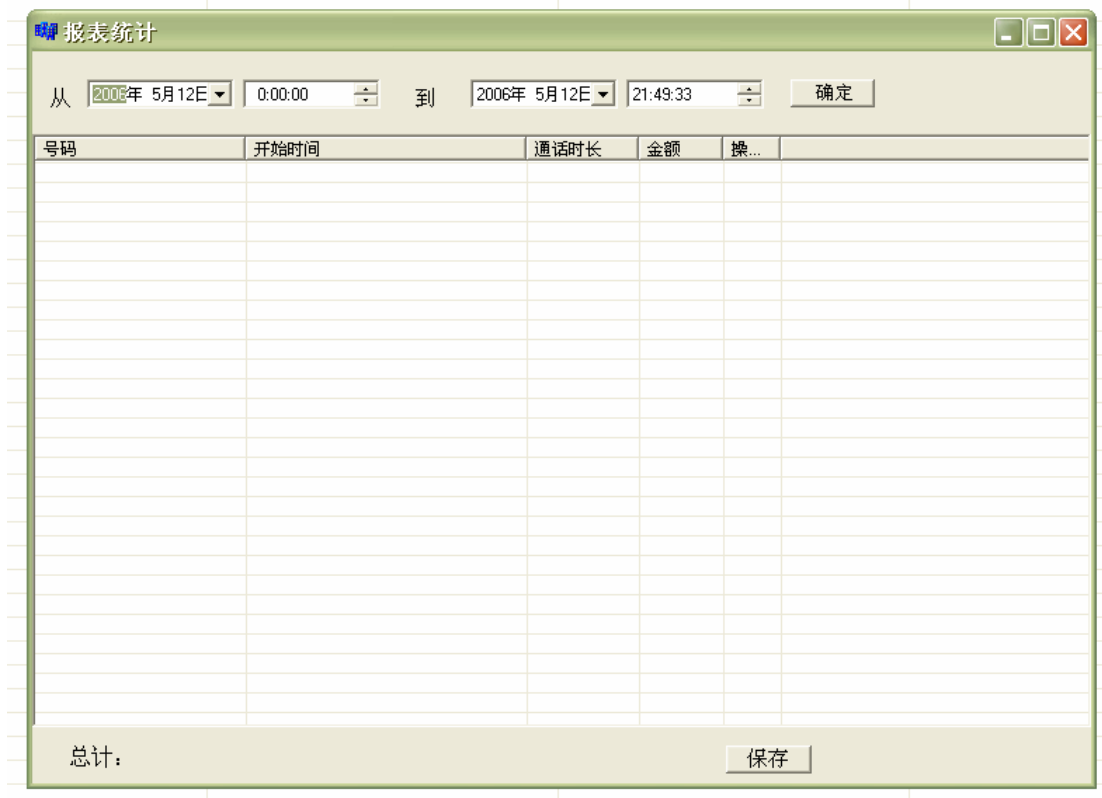 报表统计
从 2006年 5月12日 0:00:00 到 2006年 5月12日 21:49:33 确定
号码 开始时间 通话时长 金额 操...
总计： 保存